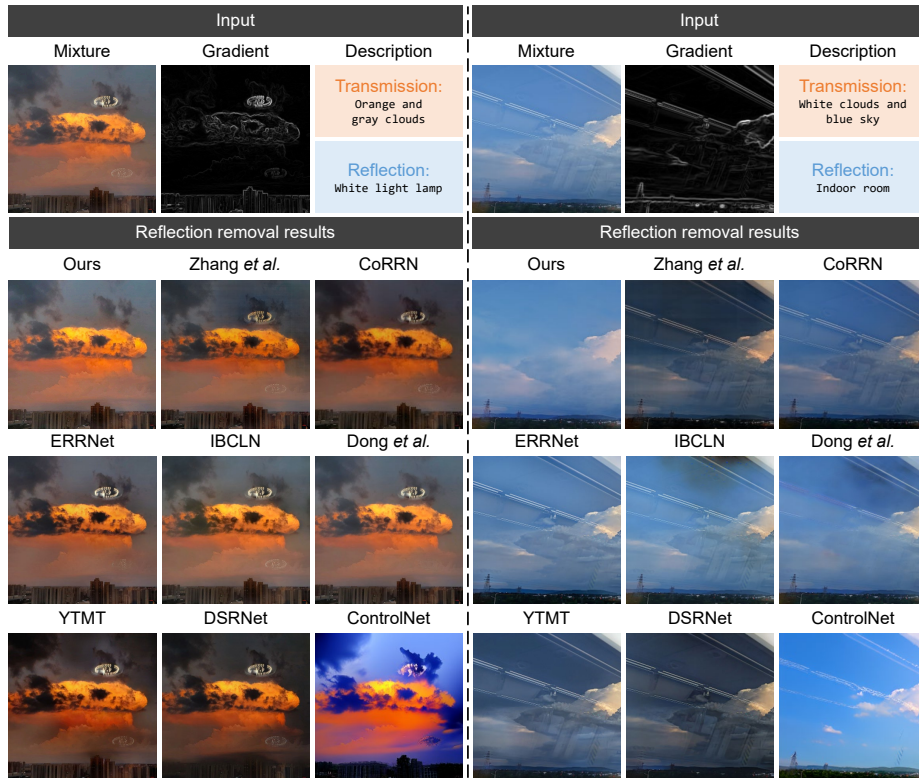 Input
Mixture Gradient Description
Transmission:
Orange and
gray clouds
Reflection:
White light lamp
Reflection removal results
Ours Zhang et al. CoRRN
ERRNet IBCLN Dong et al.
YTMT DSRNet ControlNet
Input
Mixture Gradient Description
Transmission:
White clouds and
blue sky
Reflection:
Indoor room
Reflection removal results
Ours Zhang et al. CoRRN
ERRNet IBCLN Dong et al.
YTMT DSRNet ControlNet